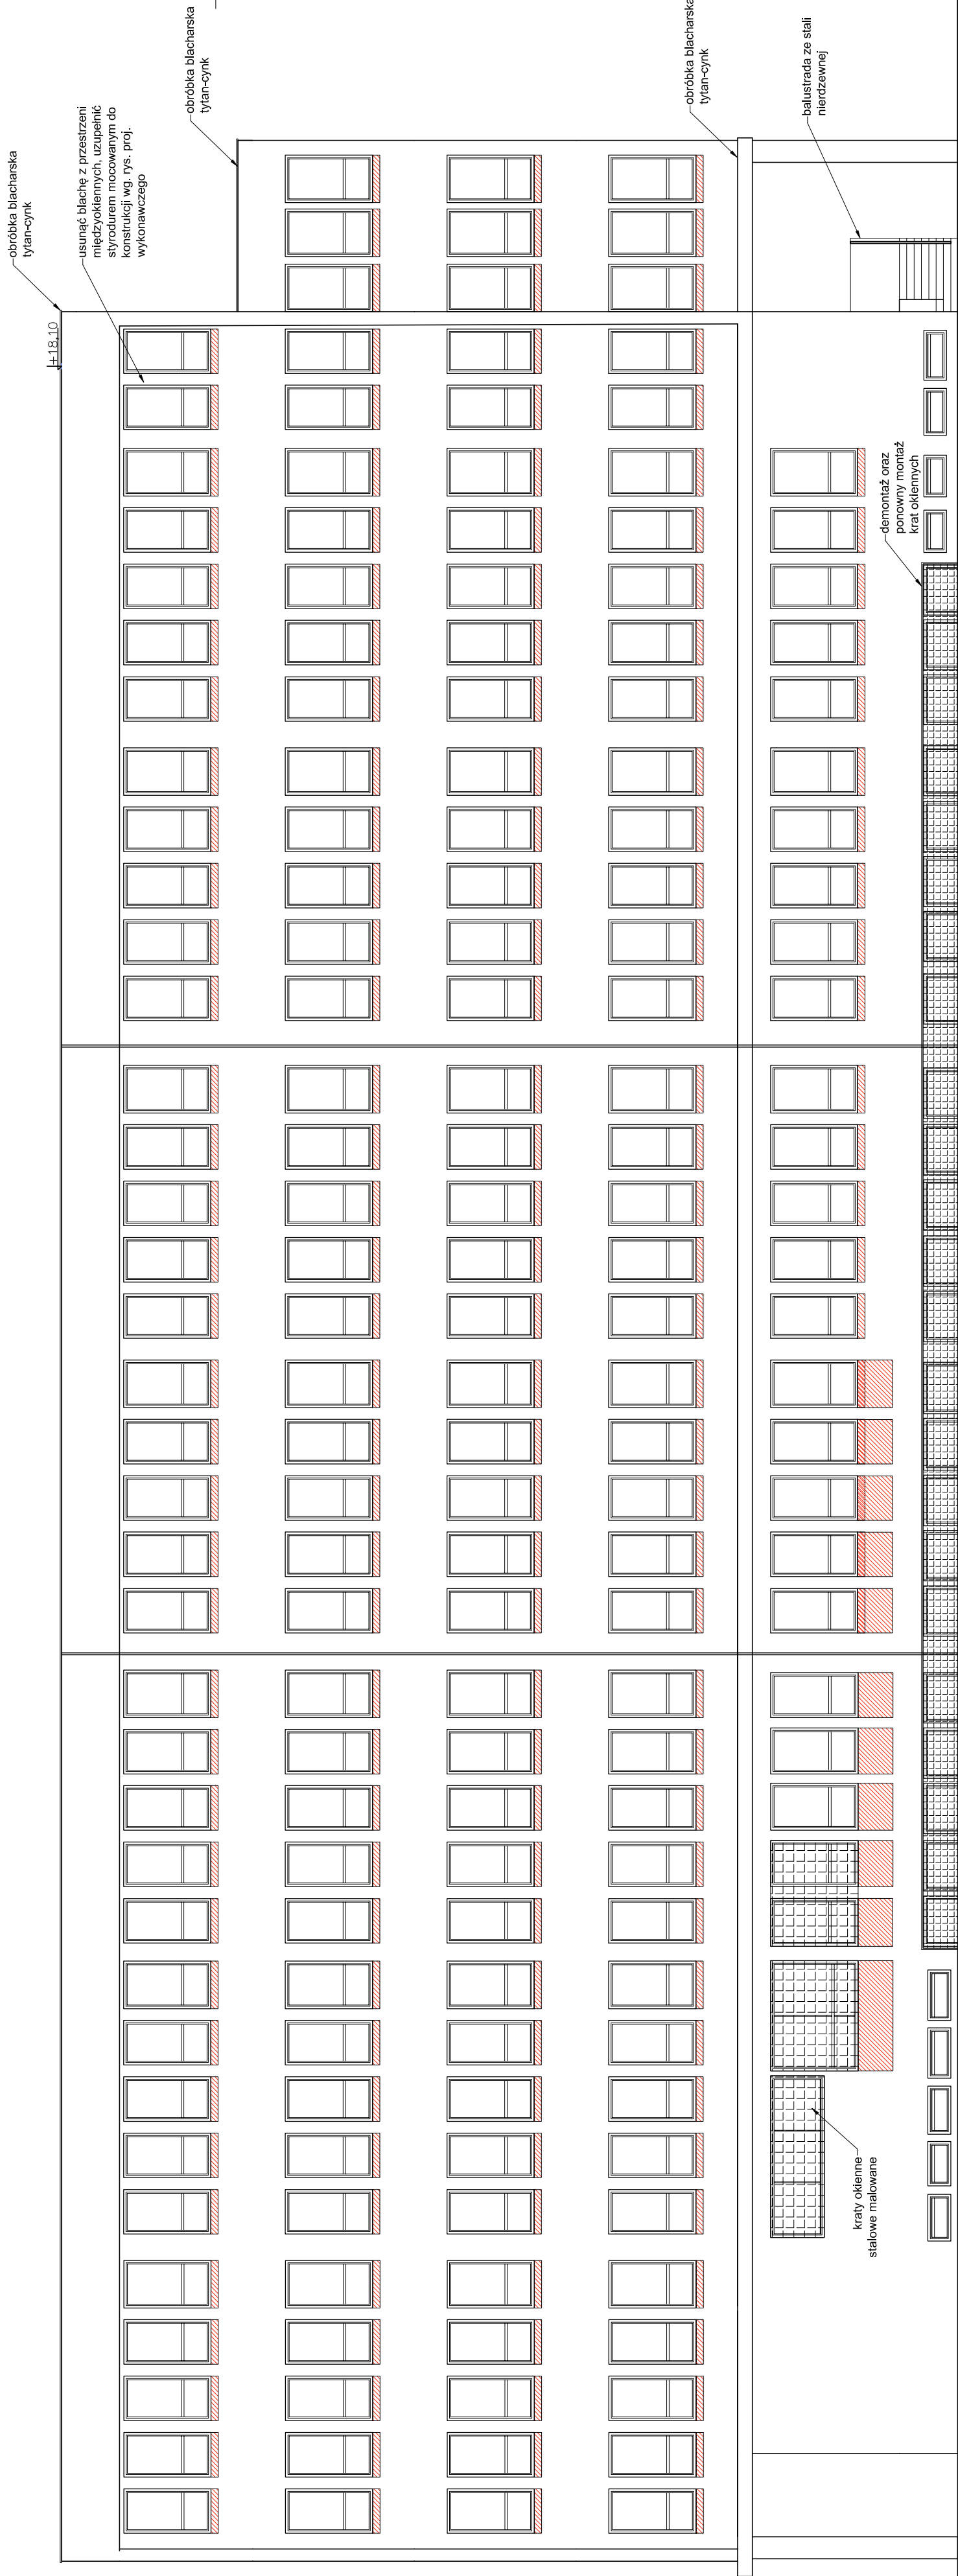 obróbka blacharska
tytan-cynk
+18.10
usunąć blachę z przestrzeni
międzyokiennych, uzupełnić
styrodurem mocowanym do
konstrukcji wg. rys. proj.
wykonawczego
obróbka blacharska
tytan-cynk
obróbka blacharska
tytan-cynk
balustrada ze stali
nierdzewnej
demontaż oraz
ponowny montaż
krat okiennych
kraty okienne
stalowe malowane